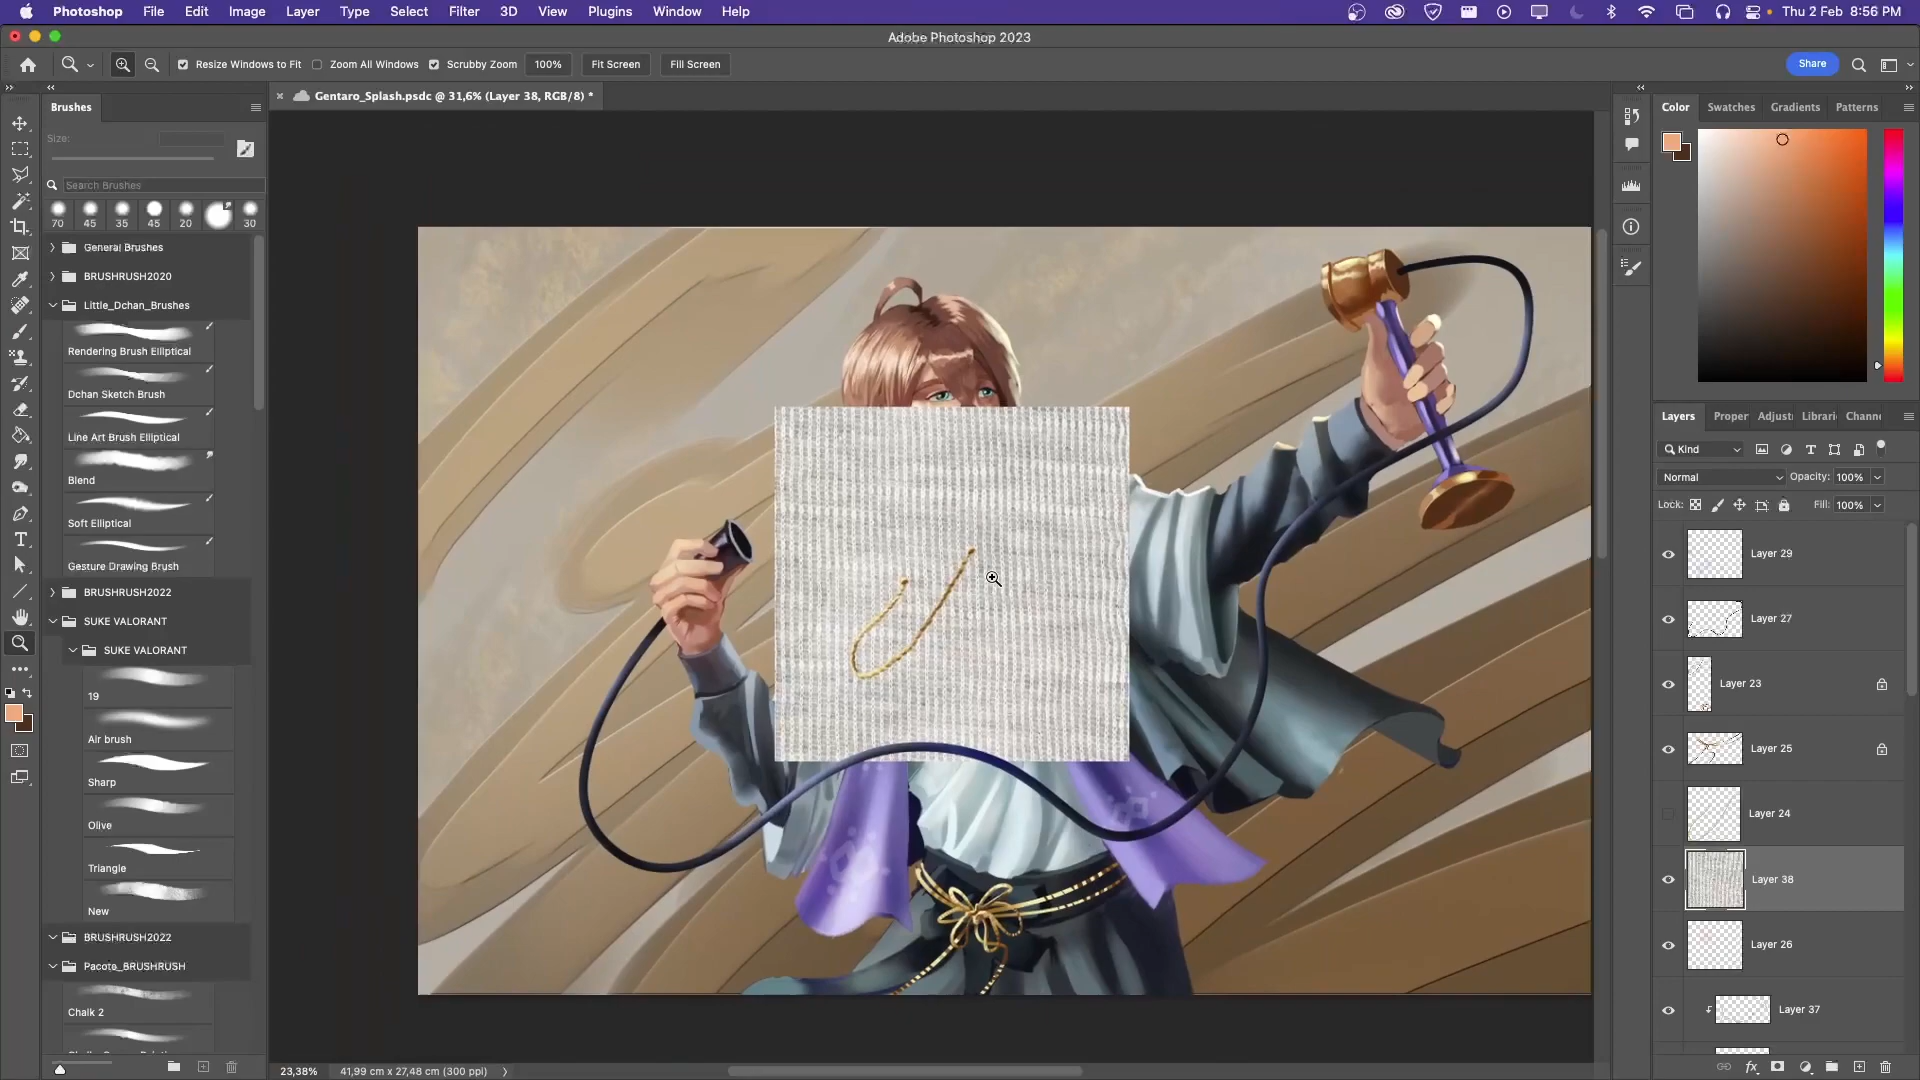 Photoshop File Edit Image Layer Type Select Filter 3D View Plugins Window Help Thu 2 Feb 8:56 PM
Adobe Photoshop 2023
Resize Windows to Fit Zoom All Windows Scrubby Zoom 100% Fit Screen Fill Screen Share
Brushes
Gentaro_Splash.psdc @ 31,6% (Layer 38, RGB/8) *
Color Swatches Gradients Patterns
Size:
Search Brushes
70 45 35 45 20 30
General Brushes
BRUSHRUSH2020
Little_Dchan_Brushes
Rendering Brush Elliptical
Dchan Sketch Brush
Line Art Brush Elliptical
Blend
Soft Elliptical
Gesture Drawing Brush
BRUSHRUSH2022
SUKE VALORANT
SUKE VALORANT
19
Air brush
Sharp
Olive
Triangle
New
BRUSHRUSH2022
Pacote_BRUSHRUSH
Chalk 2
Layers Proper Adjust Librari Chann
Kind
Normal Opacity: 100%
Lock: Fill: 100%
Layer 29
Layer 27
Layer 23
Layer 25
Layer 24
Layer 38
Layer 26
Layer 37
23,38% 41,99 cm x 27,48 cm (300 ppi)